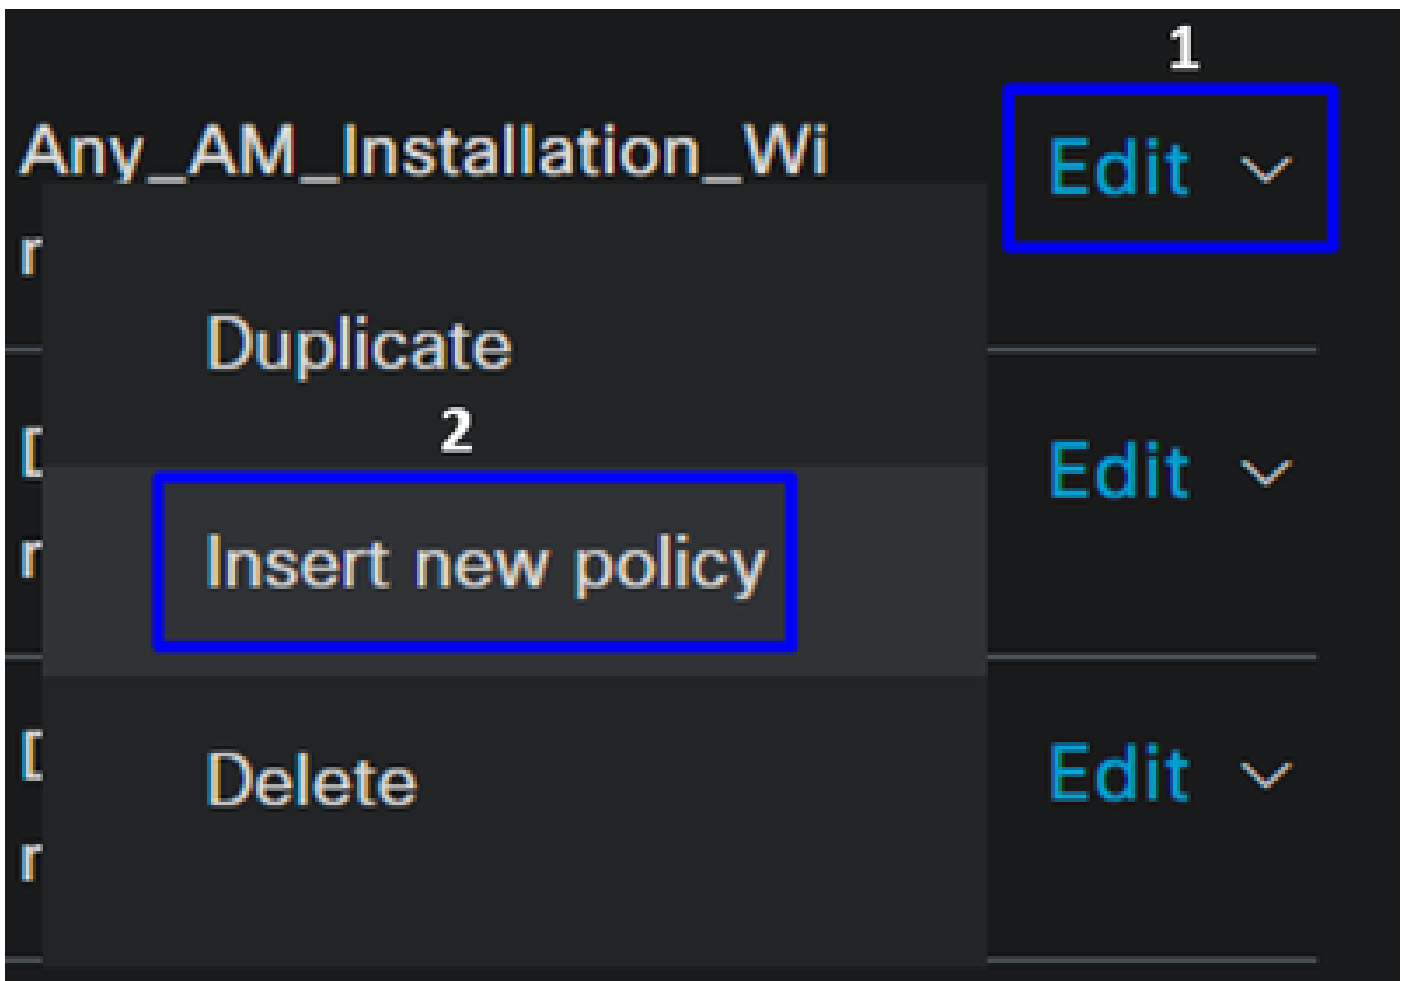 1
Any_AM_Installation_Wi
Edit
Duplicate
2
Edit
Insert new policy
Delete
Edit